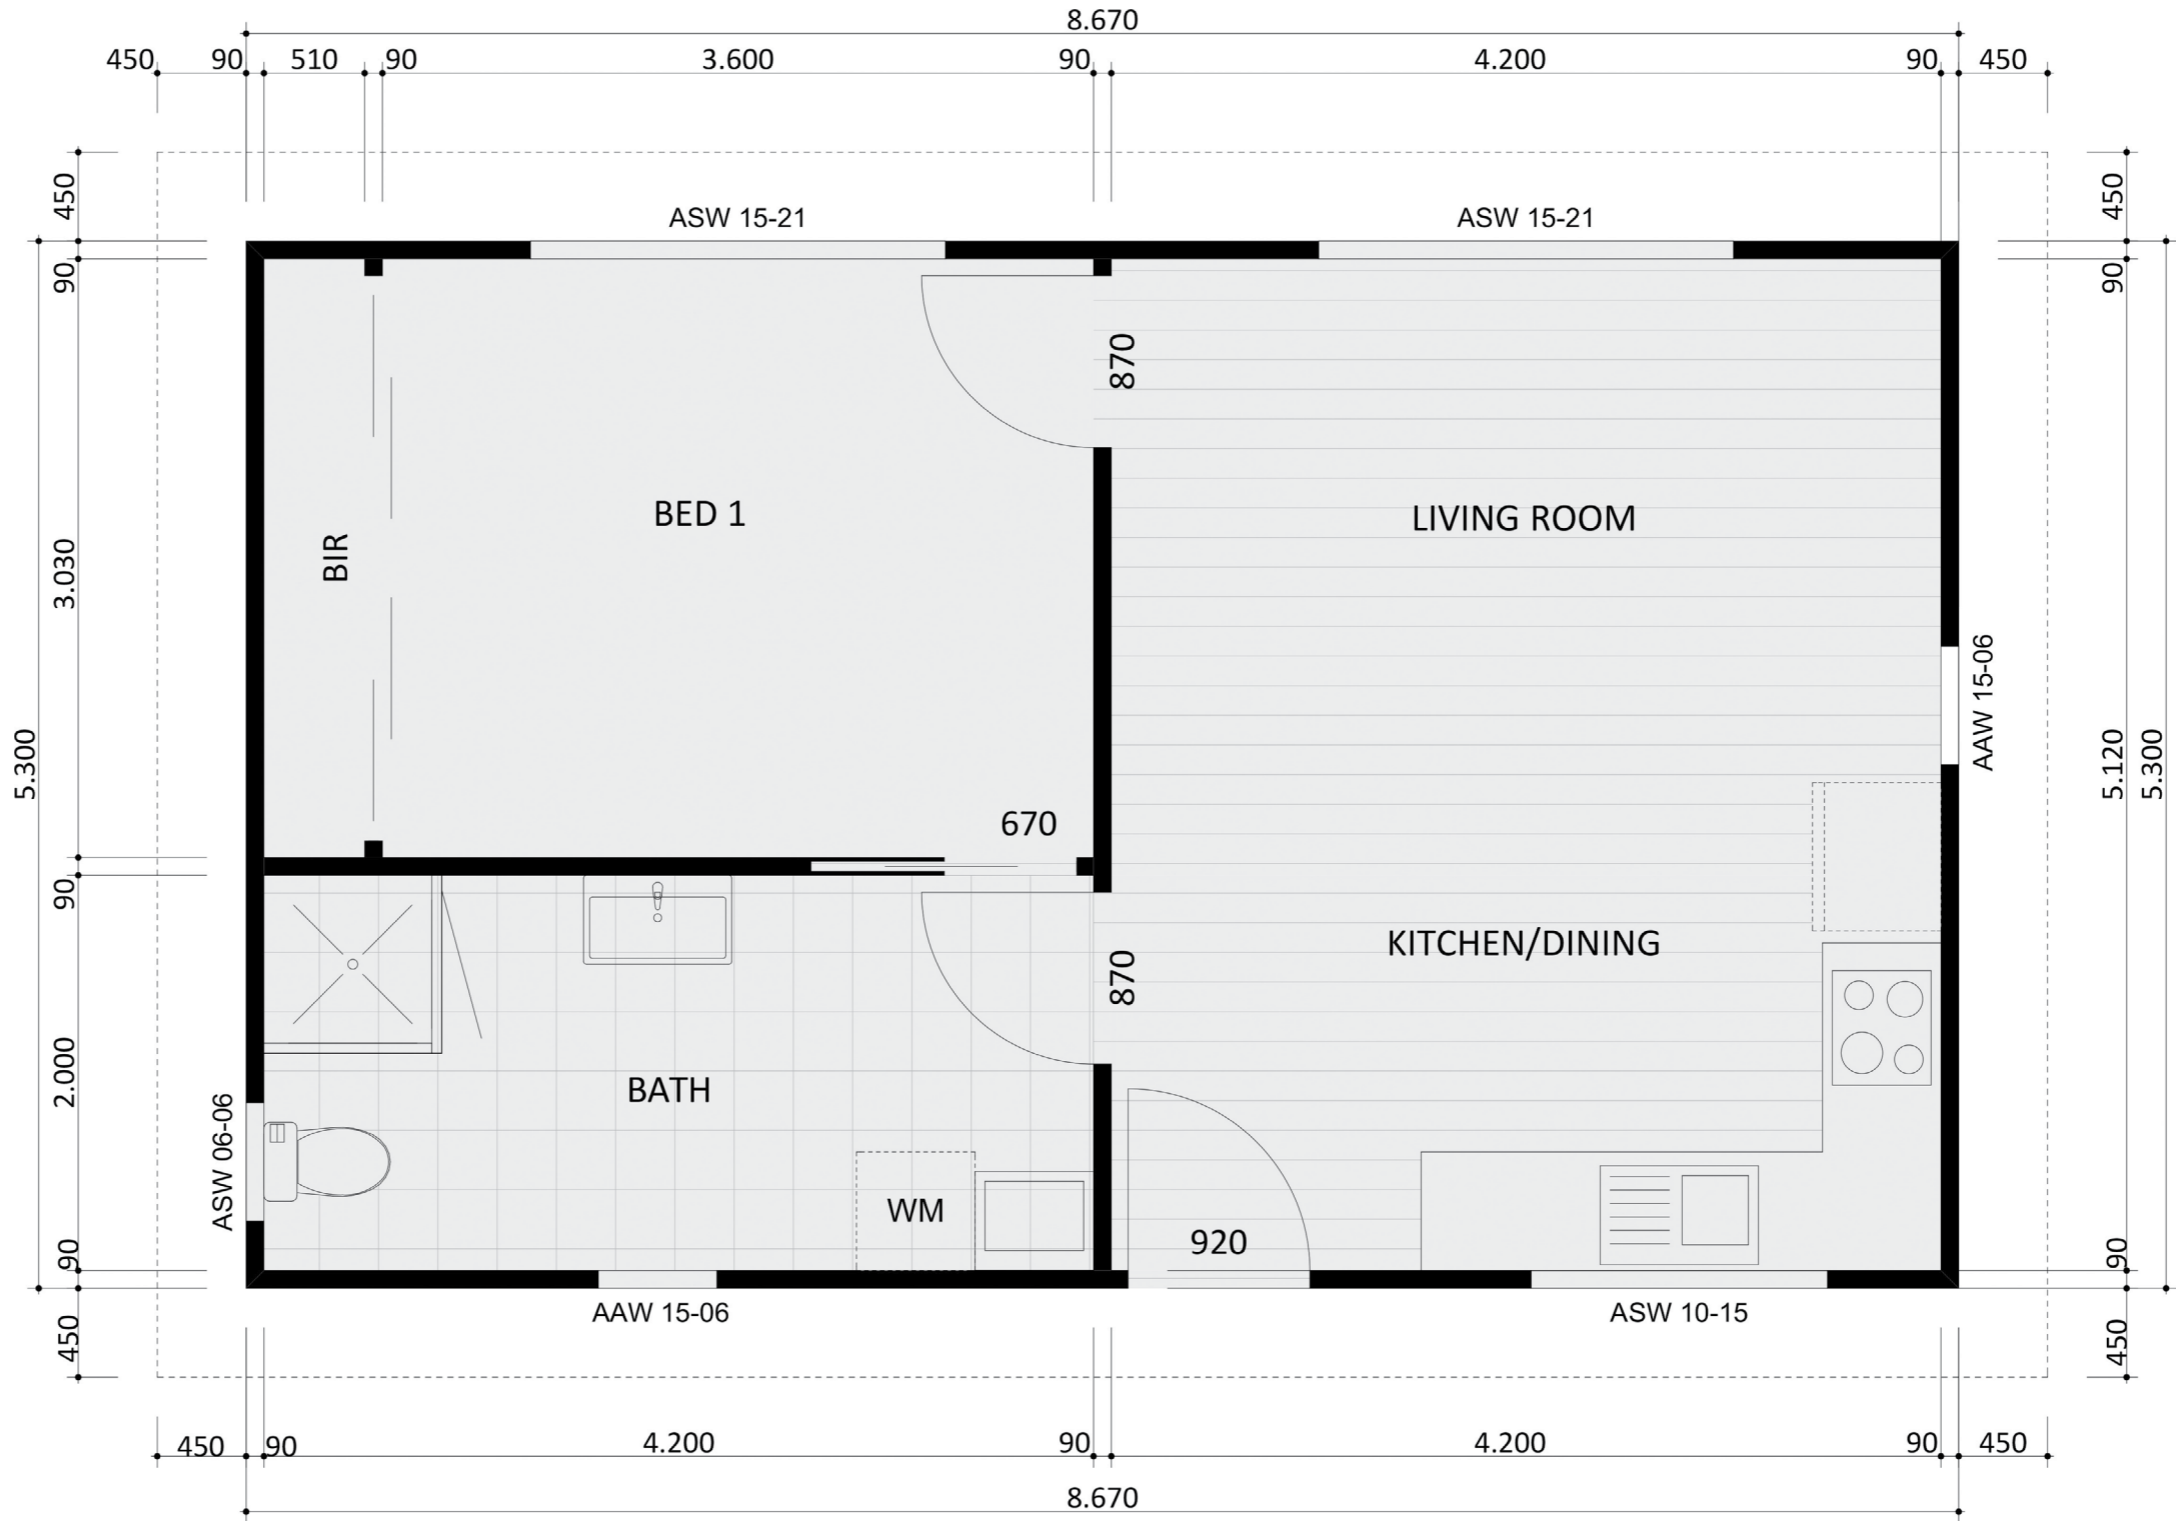 8.670
450 90 510 90 3.600 90 4.200 90 450
450
450
ASW 15-21
ASW 15-21
90
90
870
BED 1
LIVING ROOM
BIR
3.030
AAW 15-06
5.300
5.120
5.300
670
90
KITCHEN/DINING
870
2.000
BATH
ASW 06-06
WM
920
90
90
AAW 15-06
ASW 10-15
450
450
450 90 4.200 90 4.200 90 450
8.670